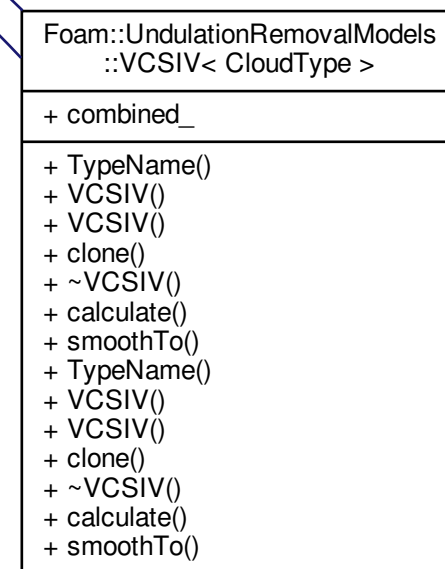 Foam::UndulationRemovalModels
::VCSIV< CloudType >
+ combined_
+ TypeName()
+ VCSIV()
+ VCSIV()
+ clone()
+ ~VCSIV()
+ calculate()
+ smoothTo()
+ TypeName()
+ VCSIV()
+ VCSIV()
+ clone()
+ ~VCSIV()
+ calculate()
+ smoothTo()